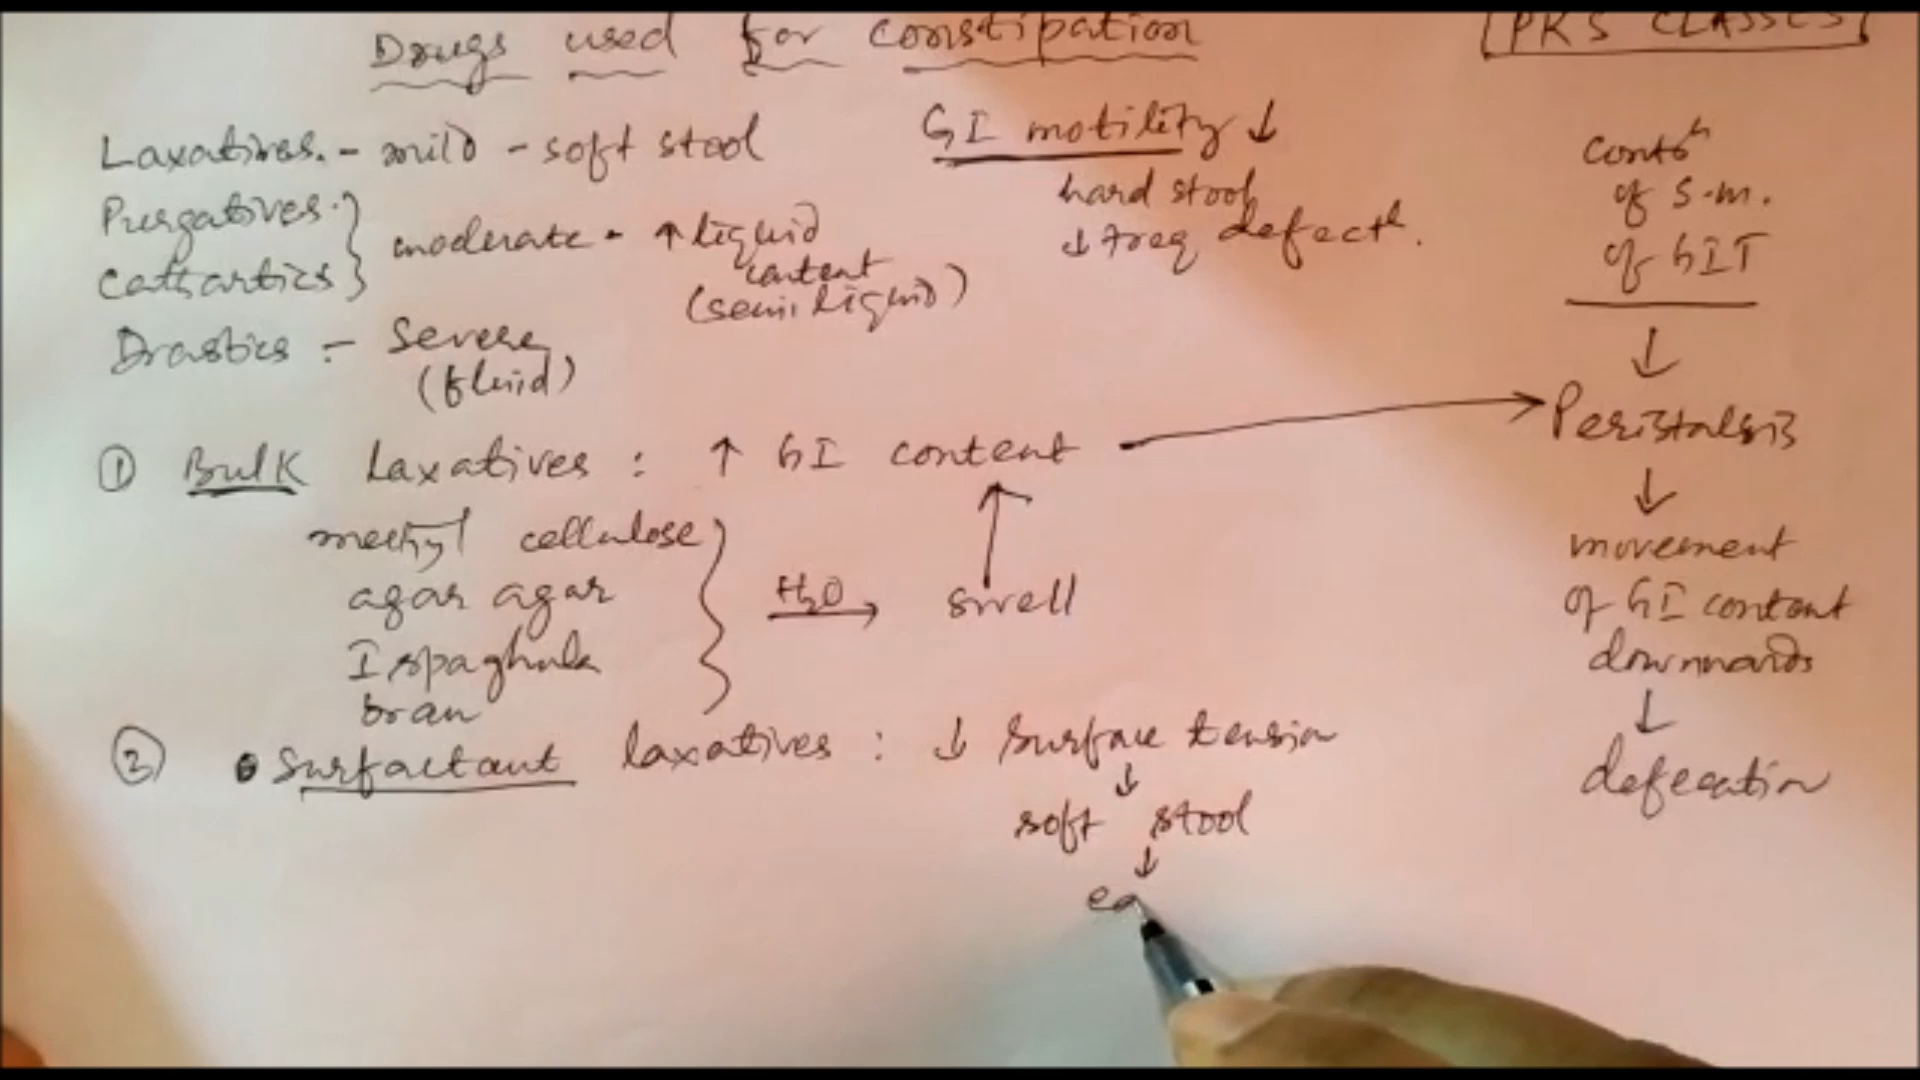 Drugs used for constipation
PKS CLASSES
Laxatives. - mild - soft stool
Purgatives.
Cathartics
moderate - ↑ liquid
content
(semi liquid)
Drastics :- Severe
(fluid)
GI motility ↓
hard stool
↓ freq defectn.
Contn
of S.m.
of GIT
↓
Peristalsis
↓
movement
of GI content
downwards
↓
defecation
① Bulk Laxatives : ↑ GI content
methyl cellulose
agar agar
Ispaghula
bran
H2O
swell
② Surfactant laxatives : ↓ Surface tension
↓
soft stool
↓
ea